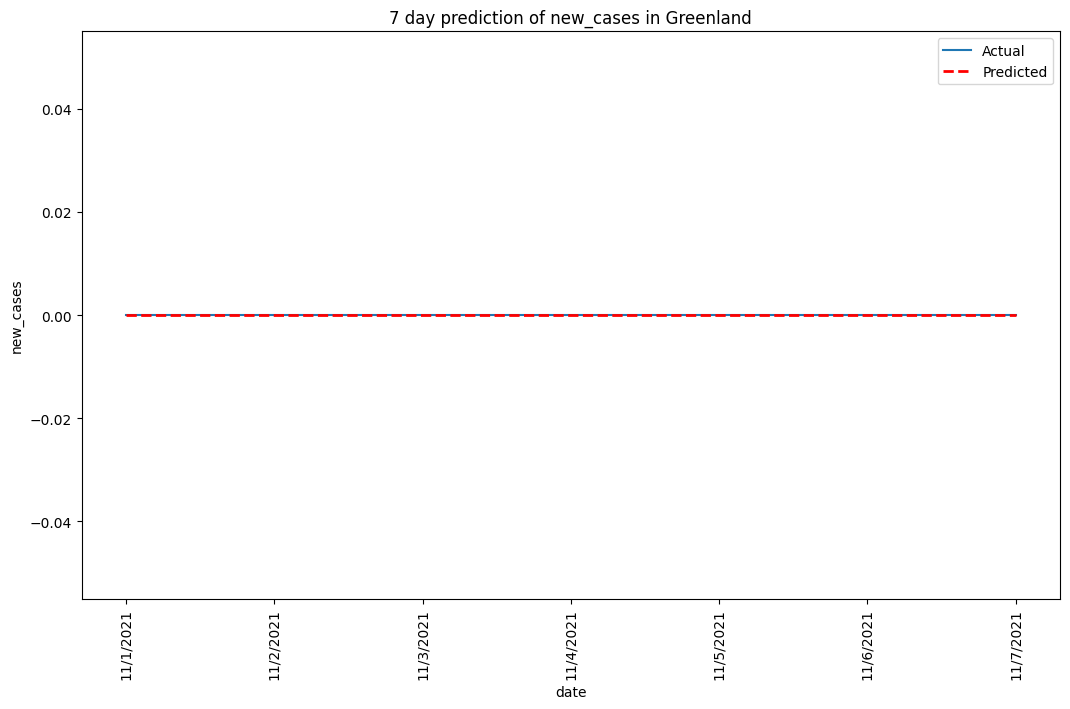 7 day prediction of new_cases in Greenland
Actual
Predicted
0.04
0.02
0.00
−0.02
−0.04
new_cases
11/1/2021
11/2/2021
11/3/2021
11/4/2021
11/5/2021
11/6/2021
11/7/2021
date